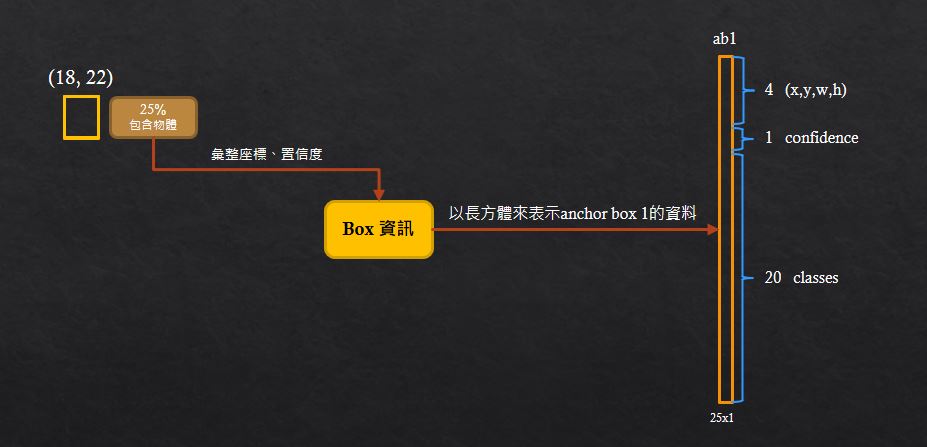 ab1
(18, 22)
25%
包含物體
4 (x,y,w,h)
1 confidence
彙整座標、置信度
Box 資訊
以長方體來表示anchor box 1的資料
20 classes
25x1